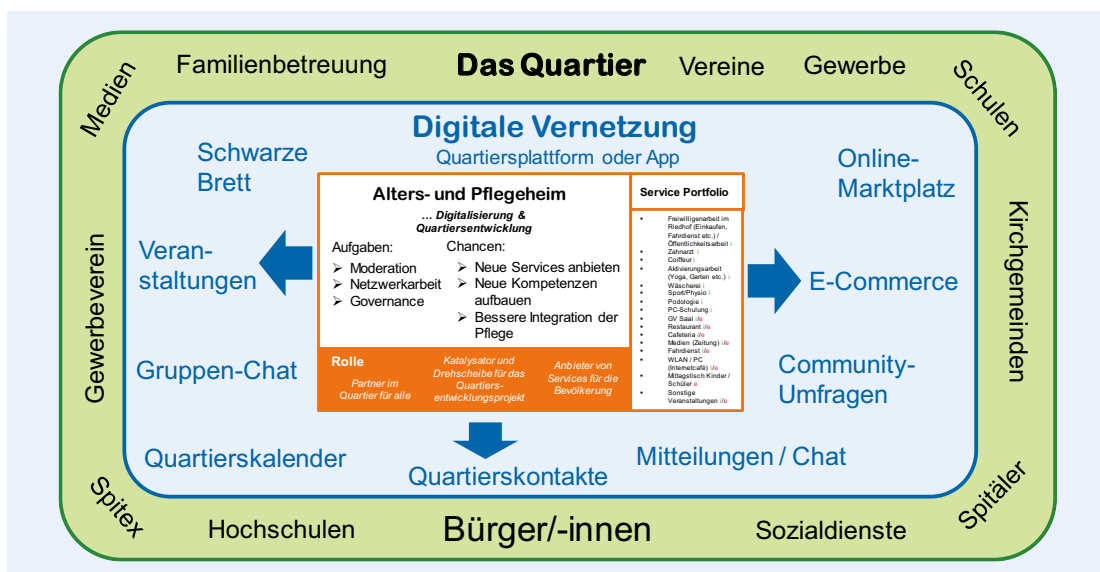 Medien
Familienbetreuung
Das Quartier
Vereine
Gewerbe
Schulen
Digitale Vernetzung
Quartiersplattform oder App
Schwarze
Brett
Online-
Marktplatz
Alters- und Pflegeheim
… Digitalisierung &
Quartiersentwicklung
Aufgaben:
➢ Moderation
➢ Netzwerkarbeit
➢ Governance
Chancen:
➢ Neue Services anbieten
➢ Neue Kompetenzen
aufbauen
➢ Bessere Integration der
Pflege
Service Portfolio
• Freiwilligenarbeit im
Riedhof (Einkaufen,
Fahrdienst etc.) /
Öffentlichkeitsarbeit i
• Zahnarzt i
• Coiffeur i
• Aktivierungsarbeit
(Yoga, Garten etc.) i
• Wäscherei i
• Sport/Physio i
• Podologie i
• PC-Schulung i
• GV Saal i/e
• Restaurant i/e
• Cafeteria i/e
• Medien (Zeitung) i/e
• Fahrdienst i/e
• WLAN / PC
(Internetcafé) i/e
• Mittagstisch Kinder /
Schüler e
• Sonstige
Veranstaltungen i/e
Rolle
Partner im
Quartier für alle
Katalysator und
Drehscheibe für das
Quartiers-
entwicklungsprojekt
Anbieter von
Services für die
Bevölkerung
Veran-
staltungen
E-Commerce
Gewerbeverein
Kirchgemeinden
Gruppen-Chat
Community-
Umfragen
Quartierskalender
Quartierskontakte
Mitteilungen / Chat
Spitex
Hochschulen
Bürger/-innen
Sozialdienste
Spitäler